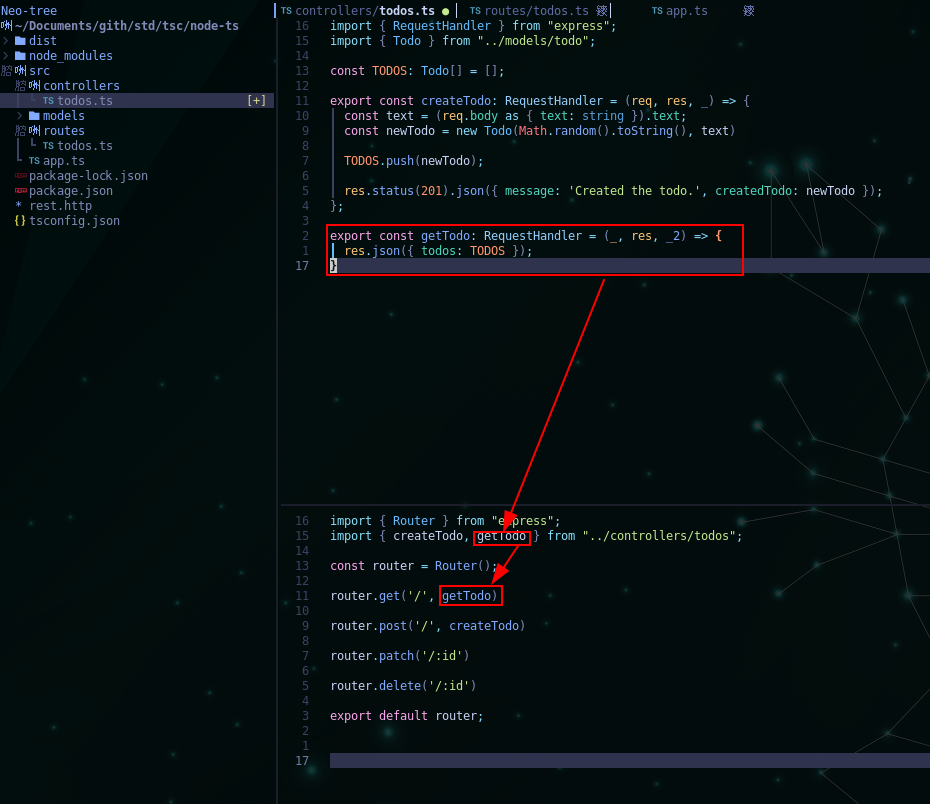 Neo-tree
~/Documents/gith/std/tsc/node-ts
dist
node_modules
src
controllers
TS todos.ts [+]
models
routes
TS todos.ts
TS app.ts
package-lock.json
package.json
* rest.http
{} tsconfig.json
TS controllers/todos.ts ● TS routes/todos.ts TS app.ts
16 import { RequestHandler } from "express";
15 import { Todo } from "../models/todo";
14
13 const TODOS: Todo[] = [];
12
11 export const createTodo: RequestHandler = (req, res, _) => {
10 const text = (req.body as { text: string }).text;
9 const newTodo = new Todo(Math.random().toString(), text)
8
7 TODOS.push(newTodo);
6
5 res.status(201).json({ message: 'Created the todo.', createdTodo: newTodo });
4 };
3
2 export const getTodo: RequestHandler = (_, res, _2) => {
1 res.json({ todos: TODOS });
17 }
16 import { Router } from "express";
15 import { createTodo, getTodo } from "../controllers/todos";
14
13 const router = Router();
12
11 router.get('/', getTodo)
10
9 router.post('/', createTodo)
8
7 router.patch('/:id')
6
5 router.delete('/:id')
4
3 export default router;
2
1
17